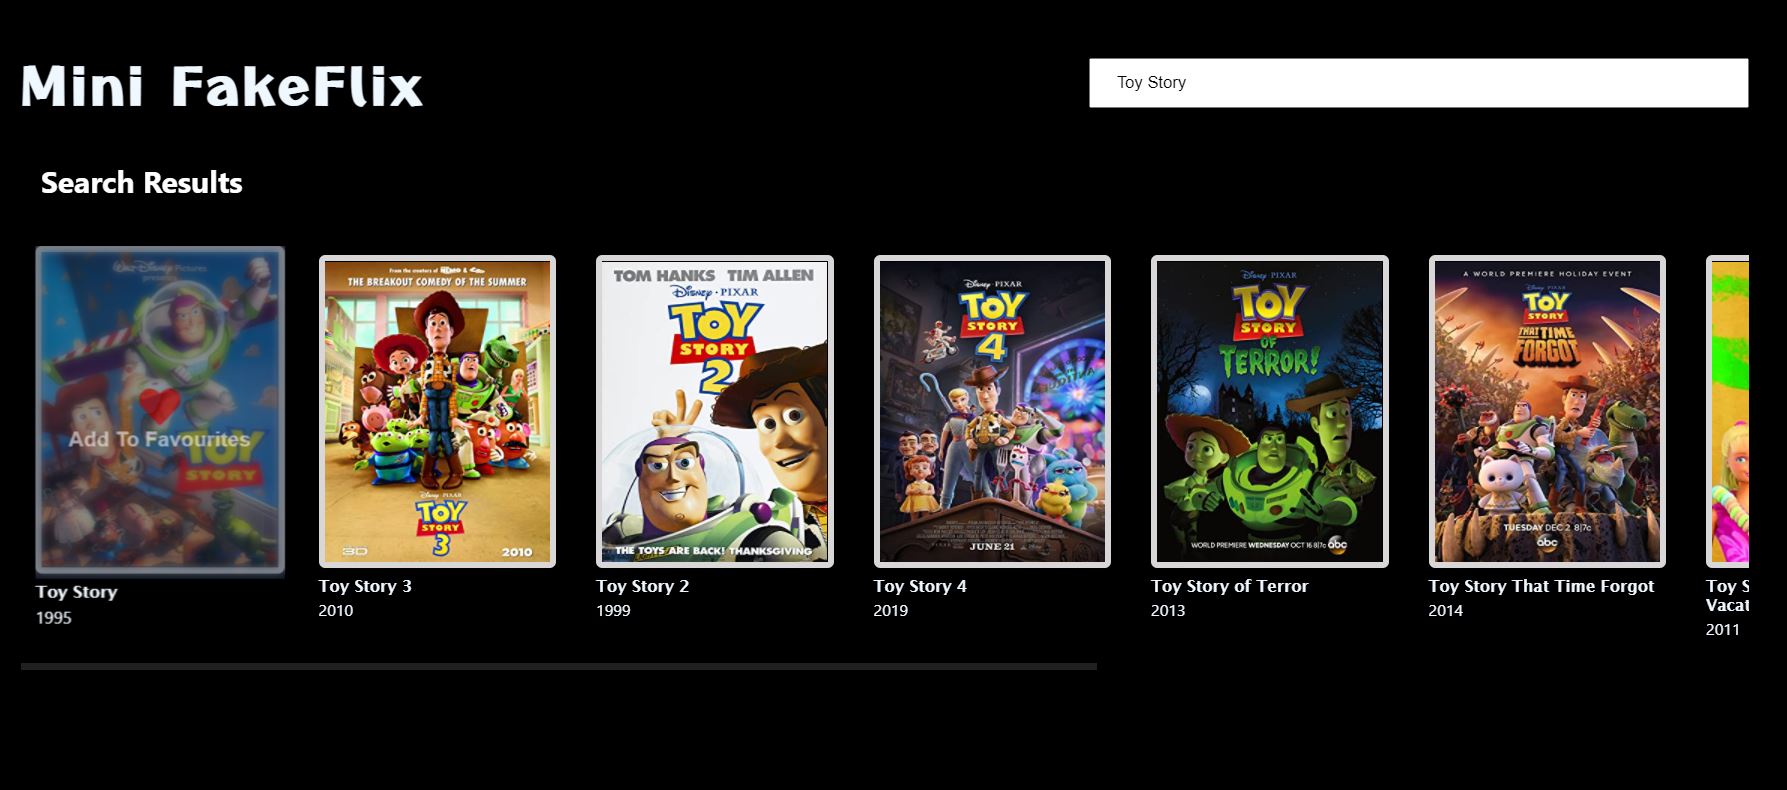 Mini FakeFlix
Toy Story
Search Results
Walt Disney Pictures
presents
Add To Favourites
TOY
STORY
Toy Story
1995
From the creators of NEMO &
THE BREAKOUT COMEDY OF THE SUMMER
Disney · PIXAR
TOY
STORY
3
3D
2010
Toy Story 3
2010
TOM HANKS TIM ALLEN
Disney · PIXAR
TOY
STORY
2
THE TOYS ARE BACK! THANKSGIVING
Toy Story 2
1999
Disney · PIXAR
TOY
STORY
4
JUNE 21
Toy Story 4
2019
Disney · PIXAR
TOY
STORY
OF
TERROR!
WORLD PREMIERE WEDNESDAY OCT 16 8|7c abc
Toy Story of Terror
2013
A WORLD PREMIERE HOLIDAY EVENT
Disney · PIXAR
TOY
STORY
THAT TIME
FORGOT
TUESDAY DEC 2 8|7c
abc
Toy Story That Time Forgot
2014
Toy S
Vacat
2011